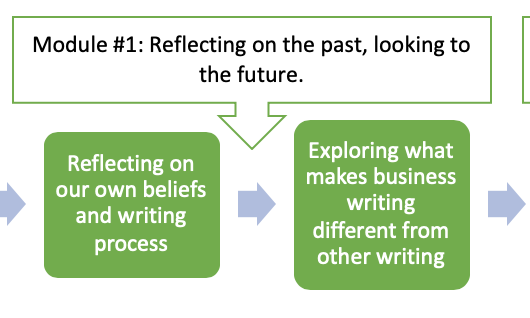 Module #1: Reflecting on the past, looking to
the future.
Reflecting on
our own beliefs
and writing
process
Exploring what
makes business
writing
different from
other writing